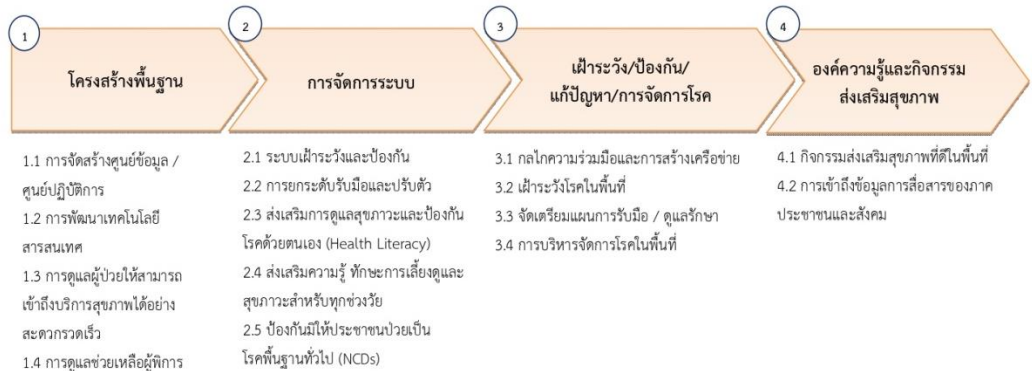 1
โครงสร้างพื้นฐาน
1.1 การจัดสร้างศูนย์ข้อมูล /
ศูนย์ปฏิบัติการ
1.2 การพัฒนาเทคโนโลยี
สารสนเทศ
1.3 การดูแลผู้ป่วยให้สามารถ
เข้าถึงบริการสุขภาพได้อย่าง
สะดวกรวดเร็ว
1.4 การดูแลช่วยเหลือผู้พิการ
2
การจัดการระบบ
2.1 ระบบเฝ้าระวังและป้องกัน
2.2 การยกระดับรับมือและปรับตัว
2.3 ส่งเสริมการดูแลสุขภาวะและป้องกัน
โรคด้วยตนเอง (Health Literacy)
2.4 ส่งเสริมความรู้ ทักษะการเลี้ยงดูและ
สุขภาวะสำหรับทุกช่วงวัย
2.5 ป้องกันมิให้ประชาชนป่วยเป็น
โรคพื้นฐานทั่วไป (NCDs)
3
เฝ้าระวัง/ป้องกัน/
แก้ปัญหา/การจัดการโรค
3.1 กลไกความร่วมมือและการสร้างเครือข่าย
3.2 เฝ้าระวังโรคในพื้นที่
3.3 จัดเตรียมแผนการรับมือ / ดูแลรักษา
3.4 การบริหารจัดการโรคในพื้นที่
4
องค์ความรู้และกิจกรรม
ส่งเสริมสุขภาพ
4.1 กิจกรรมส่งเสริมสุขภาพที่ดีในพื้นที่
4.2 การเข้าถึงข้อมูลการสื่อสารของภาค
ประชาชนและสังคม